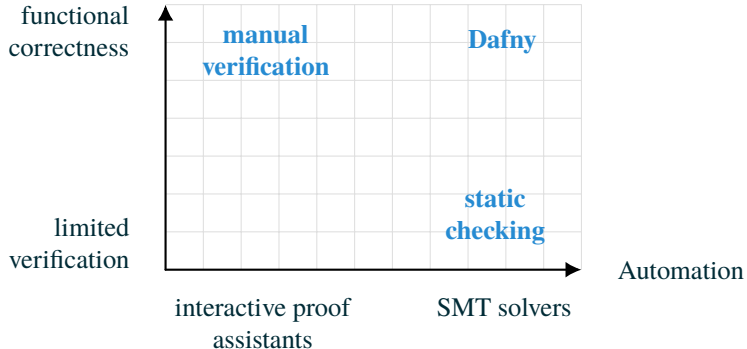 functional
correctness
manual
verification
Dafny
static
checking
limited
verification
Automation
interactive proof
assistants
SMT solvers